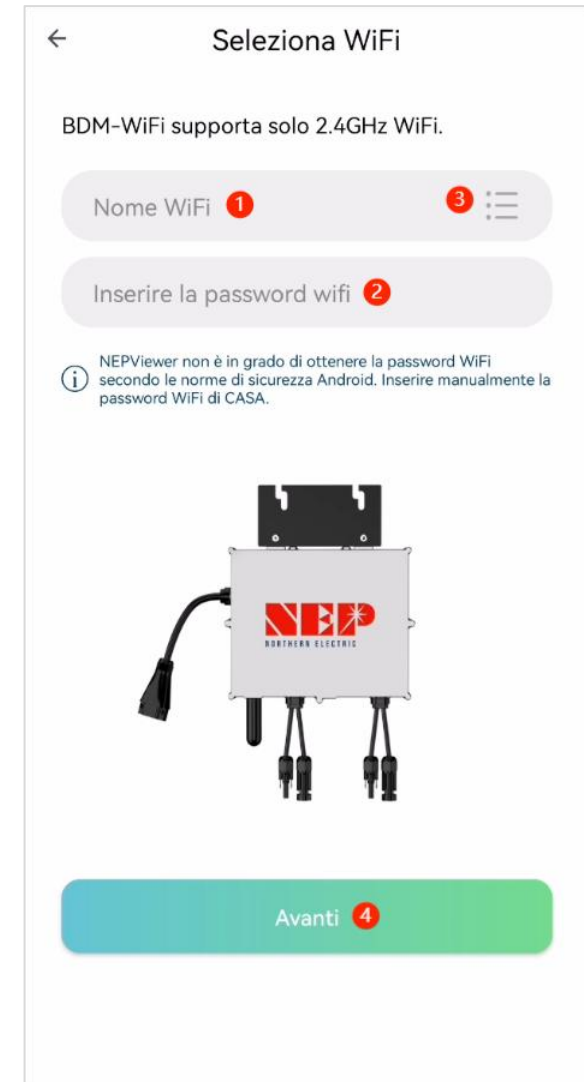 Seleziona WiFi
BDM-WiFi supporta solo 2.4GHz WiFi.
Nome WiFi 1 3
Inserire la password wifi 2
NEPViewer non è in grado di ottenere la password WiFi
secondo le norme di sicurezza Android. Inserire manualmente la
password WiFi di CASA.
NEP
NORTHERN ELECTRIC
Avanti 4